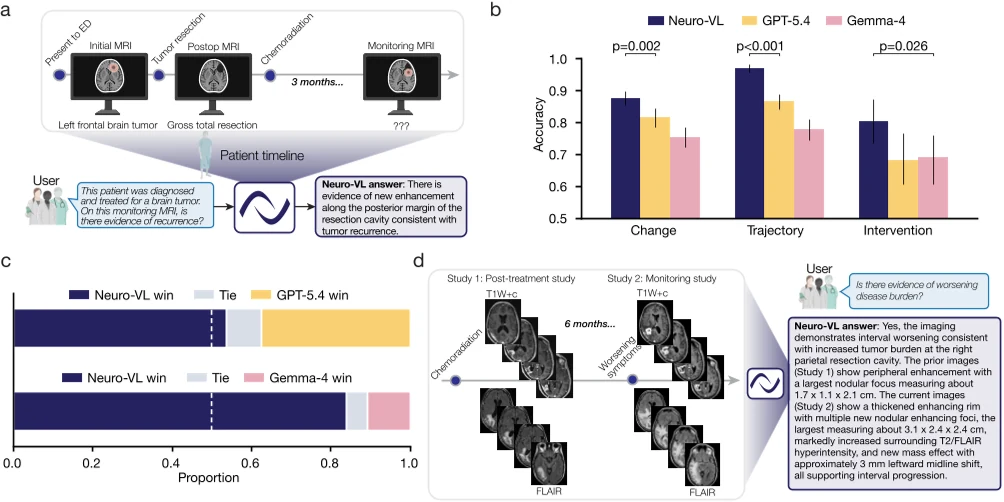 a
Present to ED
Initial MRI
Tumor resection
Postop MRI
Chemoradiation
3 months...
Monitoring MRI
Left frontal brain tumor
Gross total resection
???
Patient timeline
User
This patient was diagnosed
and treated for a brain tumor.
On this monitoring MRI, is
there evidence of recurrence?
Neuro-VL answer: There is
evidence of new enhancement
along the posterior margin of the
resection cavity consistent with
tumor recurrence.
b
Neuro-VL
GPT-5.4
Gemma-4
p=0.002
p<0.001
p=0.026
Accuracy
1.0
0.9
0.8
0.7
0.6
0.5
Change
Trajectory
Intervention
c
Neuro-VL win
Tie
GPT-5.4 win
Neuro-VL win
Tie
Gemma-4 win
0.0
0.2
0.4
0.6
0.8
1.0
Proportion
d
Study 1: Post-treatment study
Study 2: Monitoring study
T1W+c
T1W+c
6 months...
Chemoradiation
Worsening
symptoms
FLAIR
FLAIR
User
Is there evidence of worsening
disease burden?
Neuro-VL answer: Yes, the imaging
demonstrates interval worsening consistent
with increased tumor burden at the right
parietal resection cavity. The prior images
(Study 1) show peripheral enhancement with
a largest nodular focus measuring about
1.7 x 1.1 x 2.1 cm. The current images
(Study 2) show a thickened enhancing rim
with multiple new nodular enhancing foci, the
largest measuring about 3.1 x 2.4 x 2.4 cm,
markedly increased surrounding T2/FLAIR
hyperintensity, and new mass effect with
approximately 3 mm leftward midline shift,
all supporting interval progression.